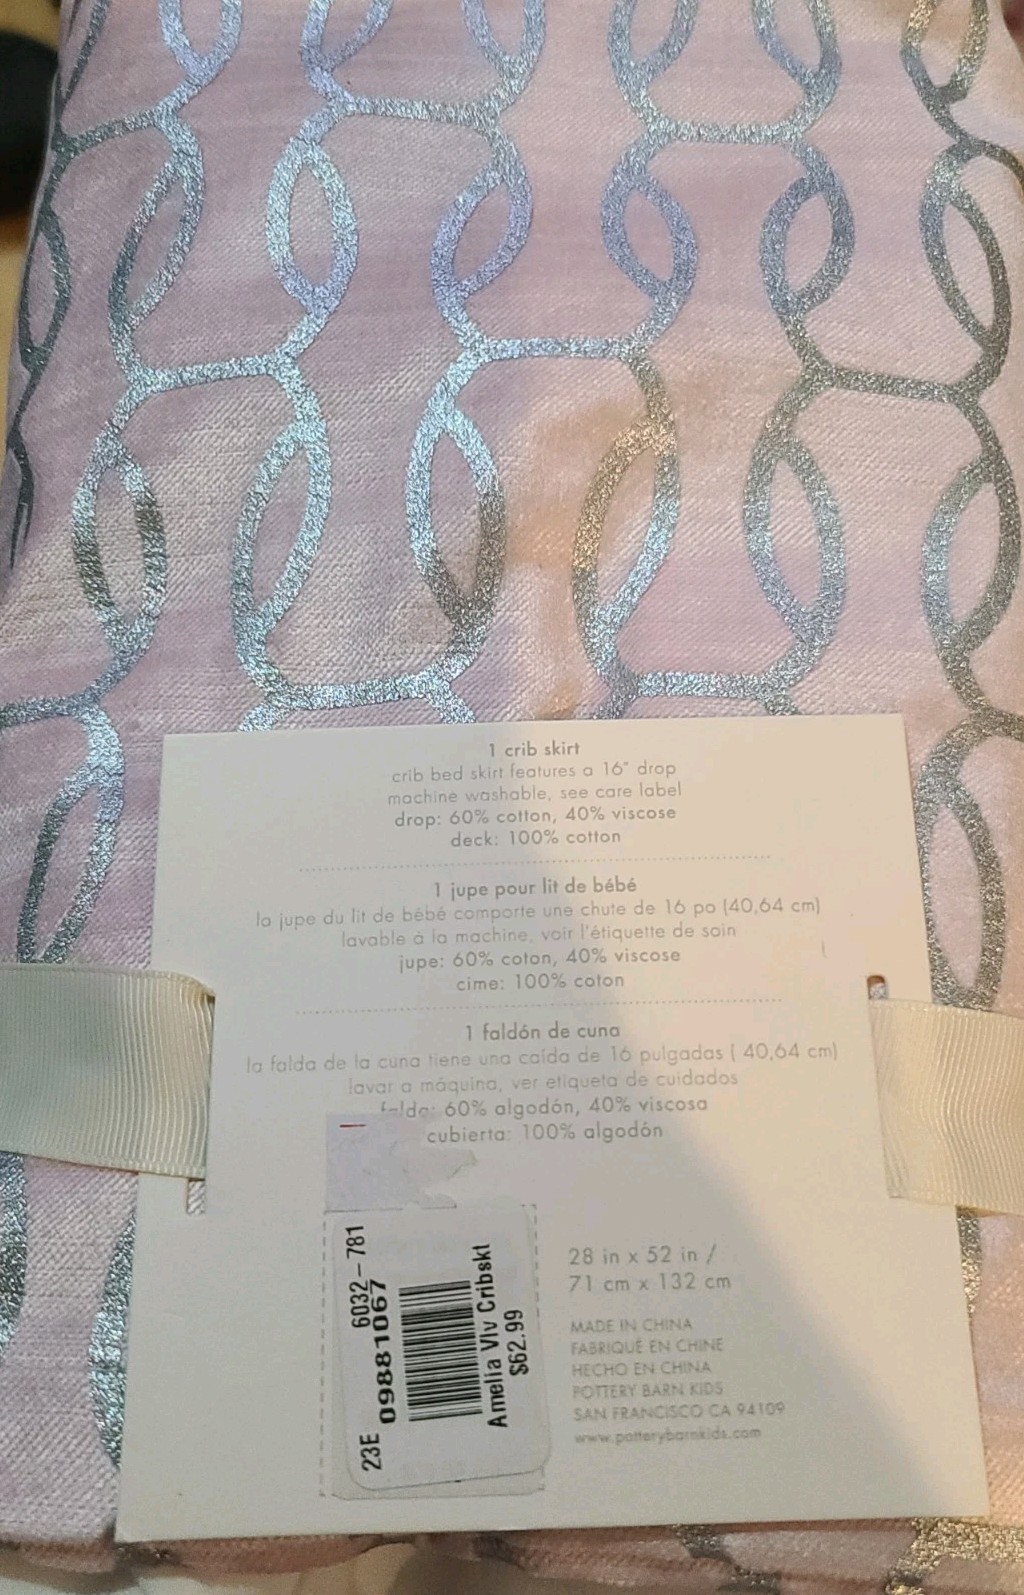 1 crib skirt
crib bed skirt features a 16" drop
machine washable, see care label
drop: 60% cotton, 40% viscose
deck: 100% cotton
1 jupe pour lit de bébé
la jupe du lit de bébé comporte une chute de 16 po (40,64 cm)
lavable à la machine, voir l'étiquette de soin
jupe: 60% coton, 40% viscose
cime: 100% coton
1 faldón de cuna
la falda de la cuna tiene una caída de 16 pulgadas ( 40,64 cm)
lavar a máquina, ver etiqueta de cuidados
falda: 60% algodón, 40% viscosa
cubierta: 100% algodón
23E 6032-781
09881067
Amelia Viv Cribskt
$62.99
28 in x 52 in /
71 cm x 132 cm
MADE IN CHINA
FABRIQUÉ EN CHINE
HECHO EN CHINA
POTTERY BARN KIDS
SAN FRANCISCO CA 94109
www.potterybarnkids.com